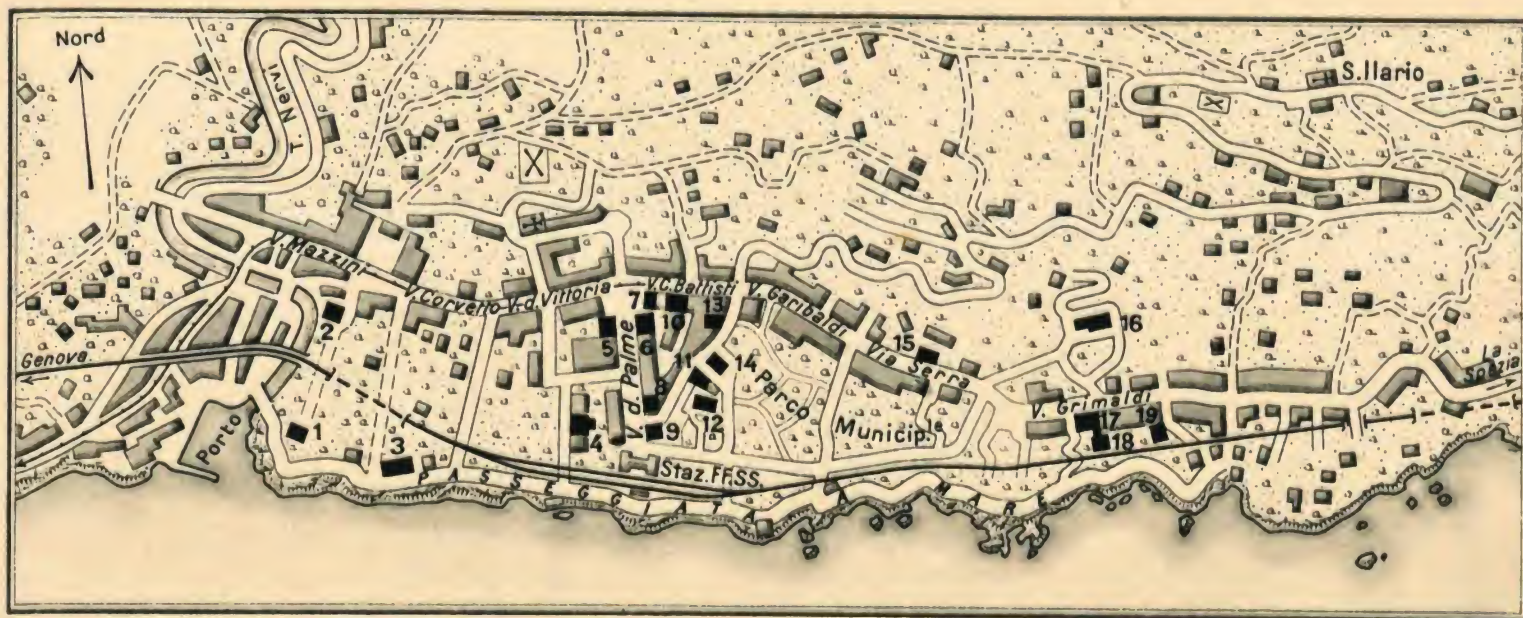 Nord
T. Nervi
S. Ilario
V. Mazzini
V. Corvetto
V. d. Vittoria
V. C. Battisti
V. Garibaldi
Via Serra
V. Grimaldi
V. d. Palme
Parco
Municip.
Genova
La Spezia
Porto
Staz. FF. SS.
PASSEGGIATA A MARE
1
2
3
4
5
6
7
8
9
10
11
12
13
14
15
16
17
18
19